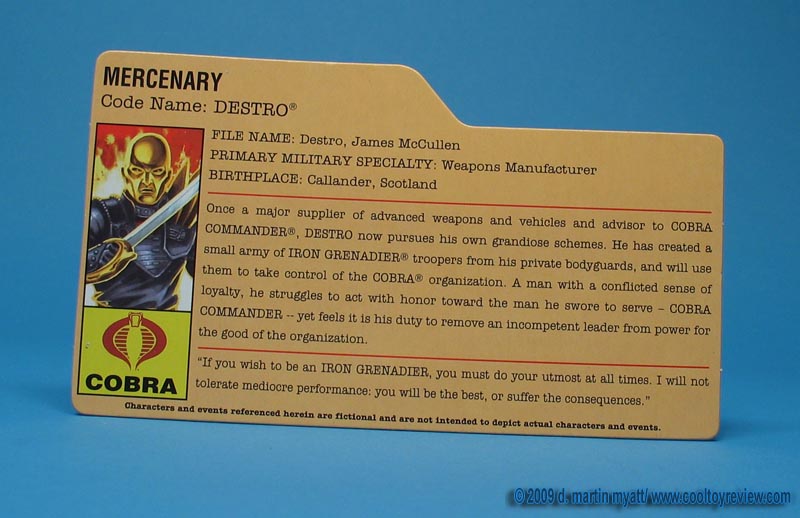 MERCENARY
Code Name: DESTRO®
FILE NAME: Destro, James McCullen
PRIMARY MILITARY SPECIALTY: Weapons Manufacturer
BIRTHPLACE: Callander, Scotland
Once a major supplier of advanced weapons and vehicles and advisor to COBRA
COMMANDER®, DESTRO now pursues his own grandiose schemes. He has created a
small army of IRON GRENADIER® troopers from his private bodyguards, and will use
them to take control of the COBRA® organization. A man with a conflicted sense of
loyalty, he struggles to act with honor toward the man he swore to serve – COBRA
COMMANDER -- yet feels it is his duty to remove an incompetent leader from power for
the good of the organization.
COBRA
"If you wish to be an IRON GRENADIER, you must do your utmost at all times. I will not
tolerate mediocre performance: you will be the best, or suffer the consequences."
Characters and events referenced herein are fictional and are not intended to depict actual characters and events.
©2009 d. martin myatt/ www.cooltoyreview.com